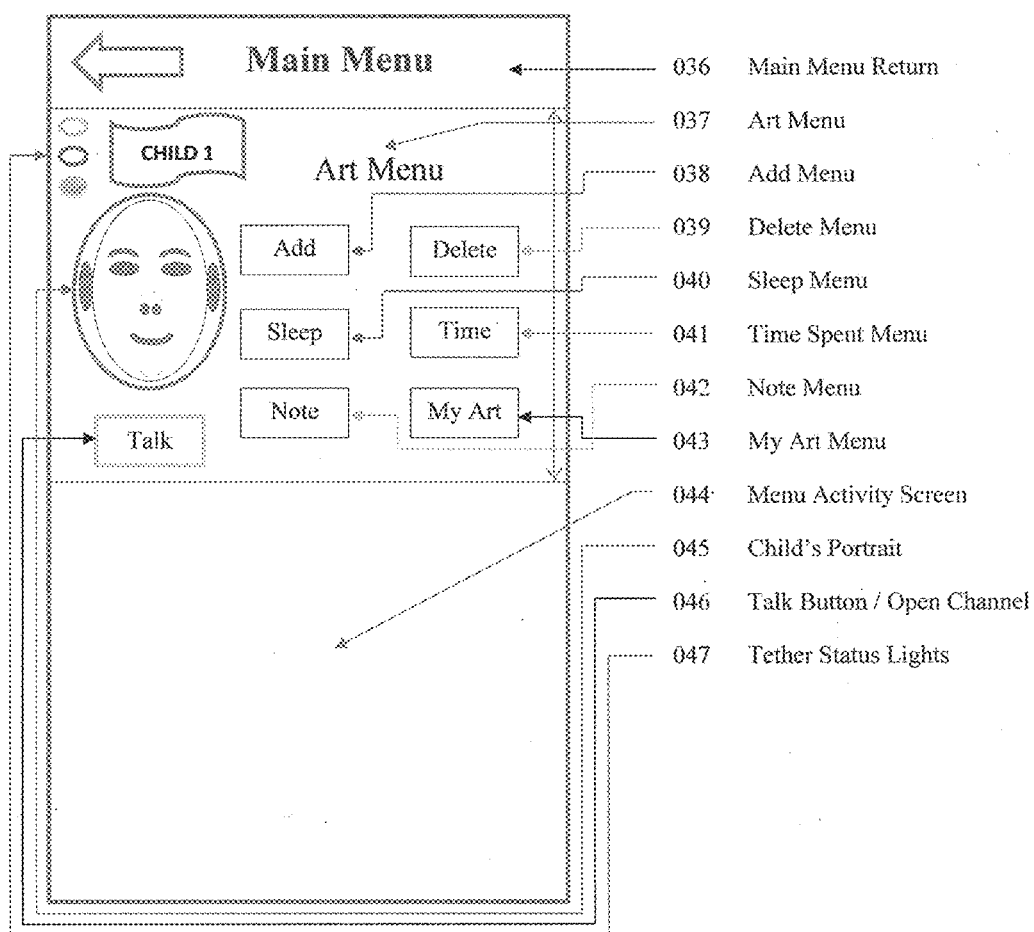 Main Menu
CHILD 1
Art Menu
Add
Delete
Sleep
Time
Note
My Art
Talk
036 Main Menu Return
037 Art Menu
038 Add Menu
039 Delete Menu
040 Sleep Menu
041 Time Spent Menu
042 Note Menu
043 My Art Menu
044 Menu Activity Screen
045 Child's Portrait
046 Talk Button / Open Channel
047 Tether Status Lights